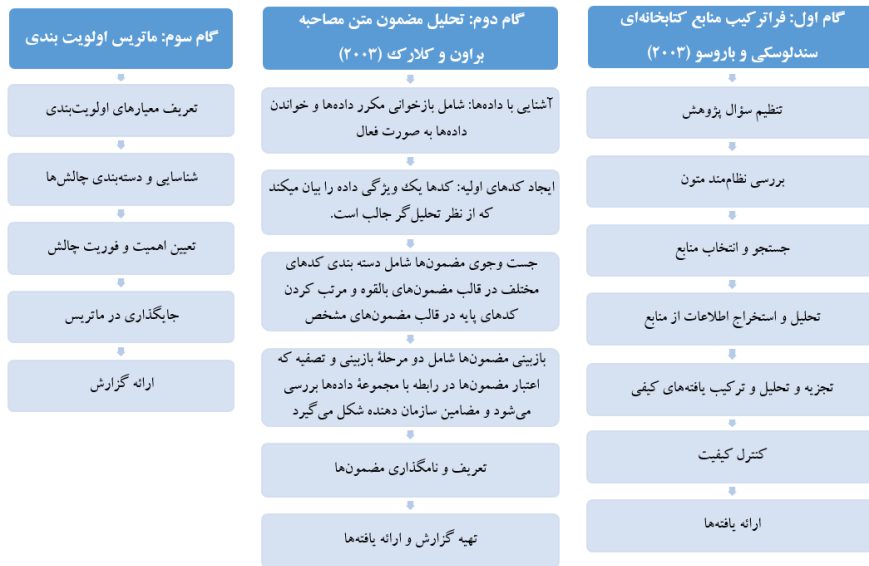 گام اول: فراترکیب منابع کتابخانه‌ای
سندلوسکی و باروسو (۲۰۰۳)
تنظیم سؤال پژوهش
بررسی نظام‌مند متون
جستجو و انتخاب منابع
تحلیل و استخراج اطلاعات از منابع
تجزیه و تحلیل و ترکیب یافته‌های کیفی
کنترل کیفیت
ارائه یافته‌ها
گام دوم: تحلیل مضمون متن مصاحبه
براون و کلارک (۲۰۰۳)
آشنایی با داده‌ها: شامل بازخوانی مکرر داده‌ها و خواندن
داده‌ها به صورت فعال
ایجاد کدهای اولیه: کدها یک ویژگی داده را بیان میکند
که از نظر تحلیل‌گر جالب است.
جست وجوی مضمون‌ها شامل دسته بندی کدهای
مختلف در قالب مضمون‌های بالقوه و مرتب کردن
کدهای پایه در قالب مضمون‌های مشخص
بازبینی مضمون‌ها شامل دو مرحلۀ بازبینی و تصفیه که
اعتبار مضمون‌ها در رابطه با مجموعۀ داده‌ها بررسی
می‌شود و مضامین سازمان دهنده شکل می‌گیرد
تعریف و نامگذاری مضمون‌ها
تهیه گزارش و ارائه یافته‌ها
گام سوم: ماتریس اولویت بندی
تعریف معیارهای اولویت‌بندی
شناسایی و دسته‌بندی چالش‌ها
تعیین اهمیت و فوریت چالش
جایگذاری در ماتریس
ارائه گزارش